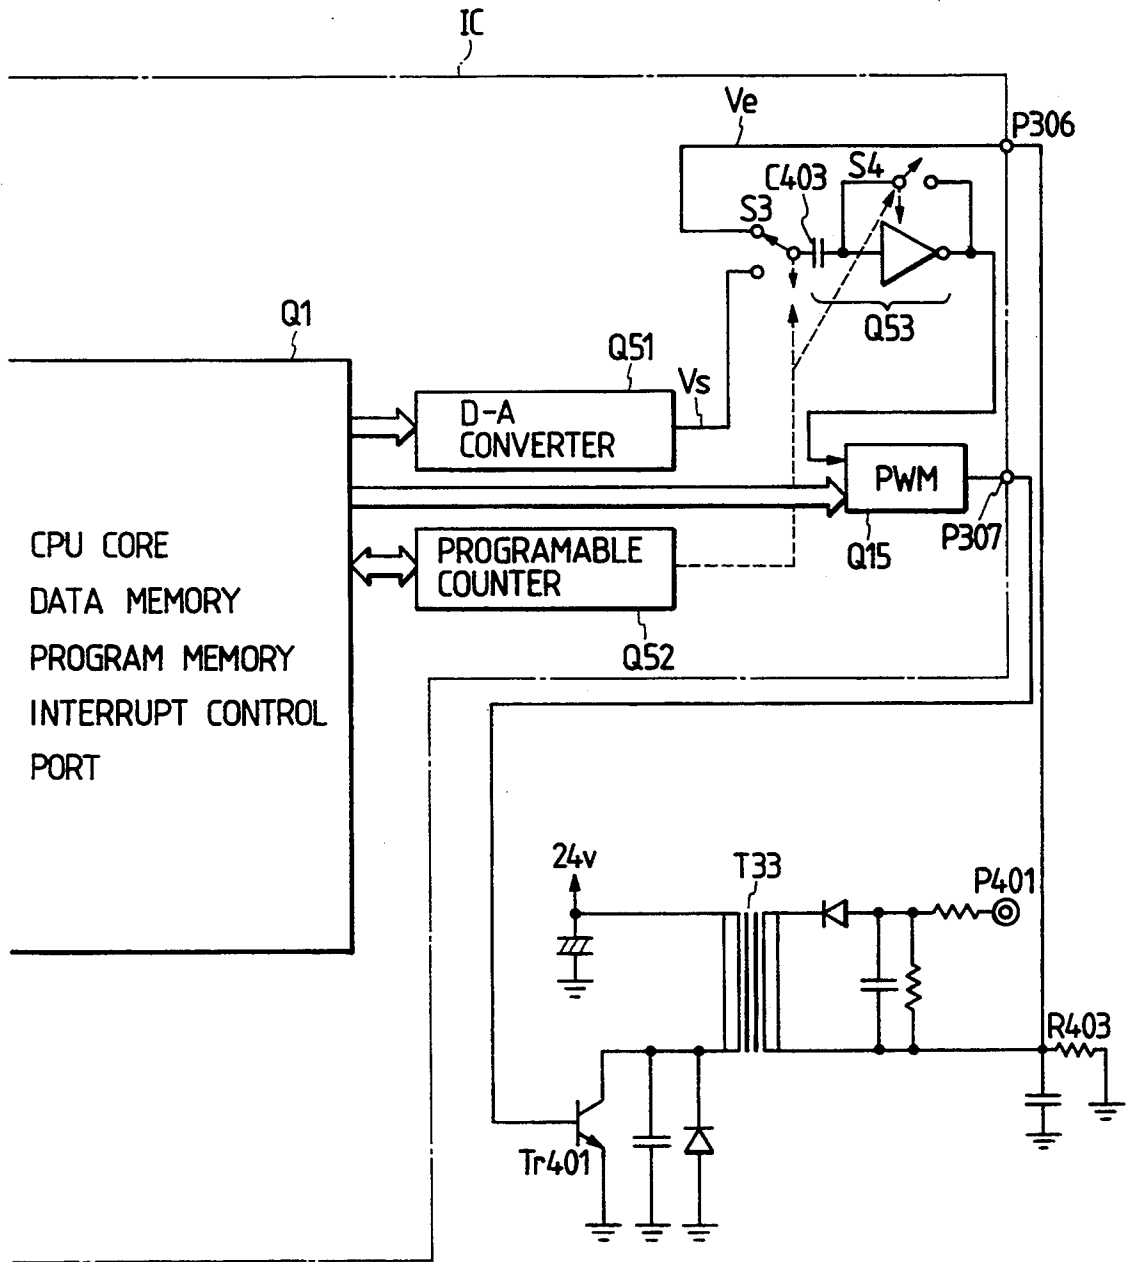 IC
Ve
P306
C403
S4
S3
Q53
Q1
Q51
Vs
D-A
CONVERTER
PWM
P307
Q15
PROGRAMABLE
COUNTER
Q52
CPU CORE
DATA MEMORY
PROGRAM MEMORY
INTERRUPT CONTROL
PORT
24v
T33
P401
R403
Tr401